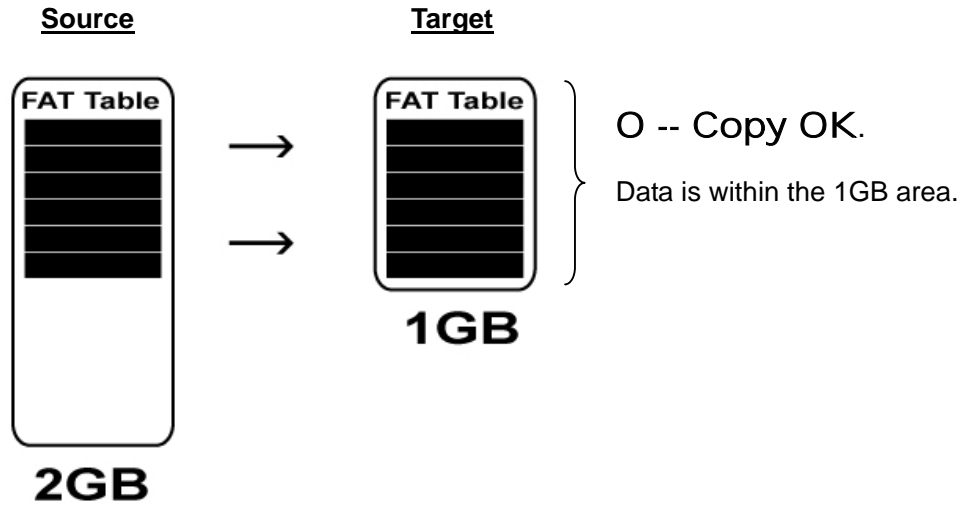 Source
Target
FAT Table
FAT Table
O -- Copy OK.
Data is within the 1GB area.
1GB
2GB